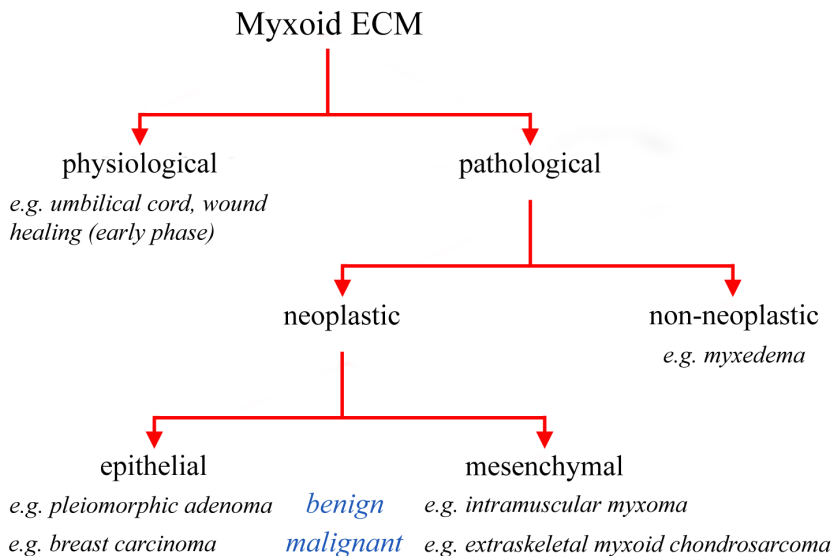 Myxoid ECM
physiological
pathological
e.g. umbilical cord, wound
healing (early phase)
neoplastic
non-neoplastic
e.g. myxedema
epithelial
mesenchymal
e.g. pleiomorphic adenoma
benign
e.g. intramuscular myxoma
e.g. breast carcinoma
malignant
e.g. extraskeletal myxoid chondrosarcoma